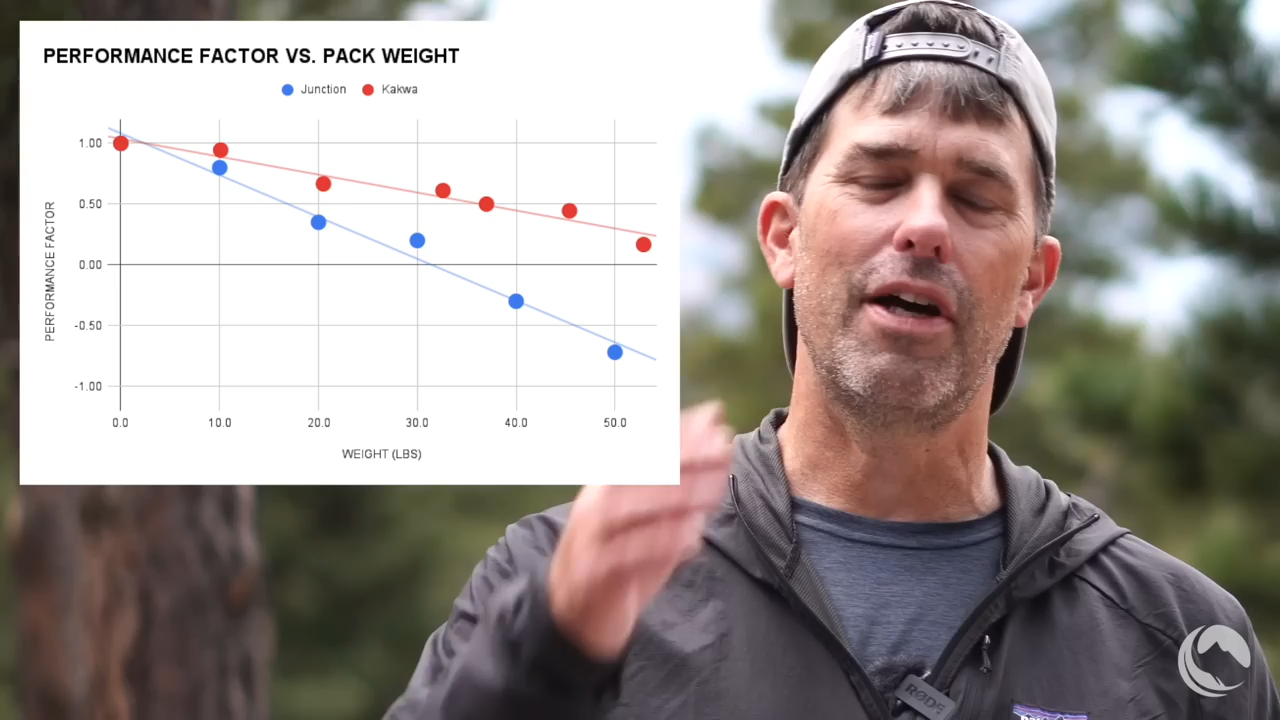 PERFORMANCE FACTOR VS. PACK WEIGHT
Junction Kakwa
1.00
0.50
0.00
-0.50
-1.00
PERFORMANCE FACTOR
0.0 10.0 20.0 30.0 40.0 50.0
WEIGHT (LBS)
RØDE